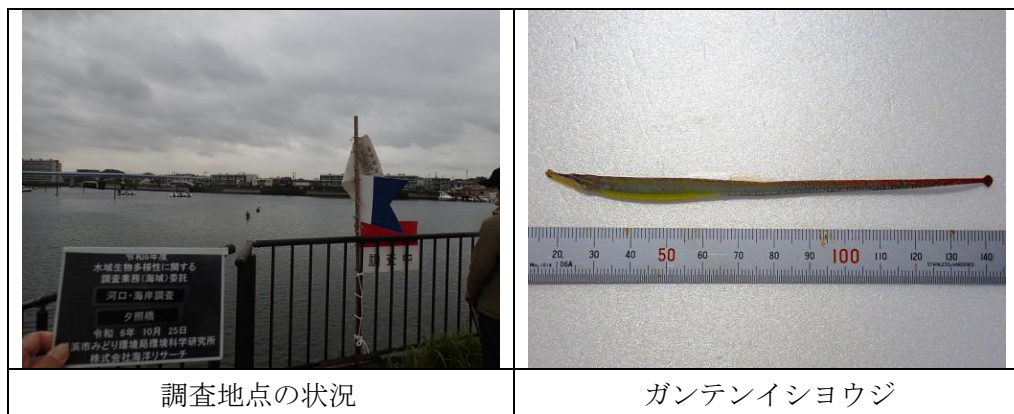 令和6年度
水域生物多様性に関する
調査業務(海域)委託
河口・海岸調査
夕照橋
令和 6年 10月 25日
浜市みどり環境局環境科学研究所
株式会社海洋リサーチ
調査中
20. 30 40 50 60 70 80 90 100 110 120 130 140
No.101A 06A
STAINLESS HARDENED
調査地点の状況
ガンテンイショウジ